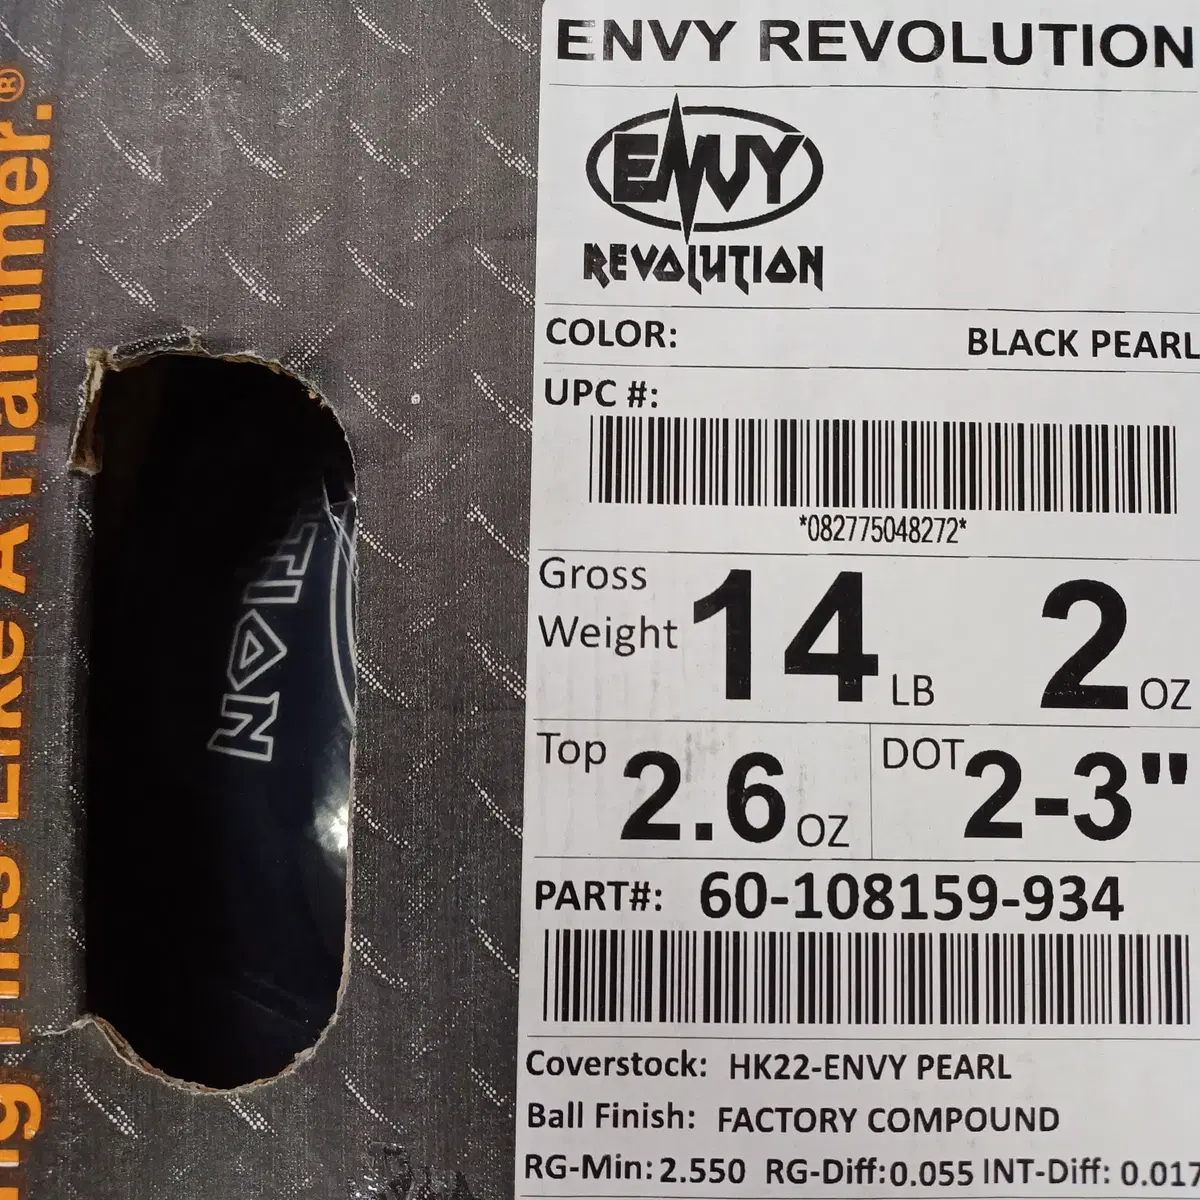 ENVY REVOLUTION
ENVY
REVOLUTION
COLOR: BLACK PEARL
UPC #:
*082775048272*
Gross Weight 14 LB 2 OZ
Top 2.6 OZ DOT 2-3"
PART#: 60-108159-934
Coverstock: HK22-ENVY PEARL
Ball Finish: FACTORY COMPOUND
RG-Min: 2.550 RG-Diff: 0.055 INT-Diff: 0.017
Hits Like A Hammer.®
TION